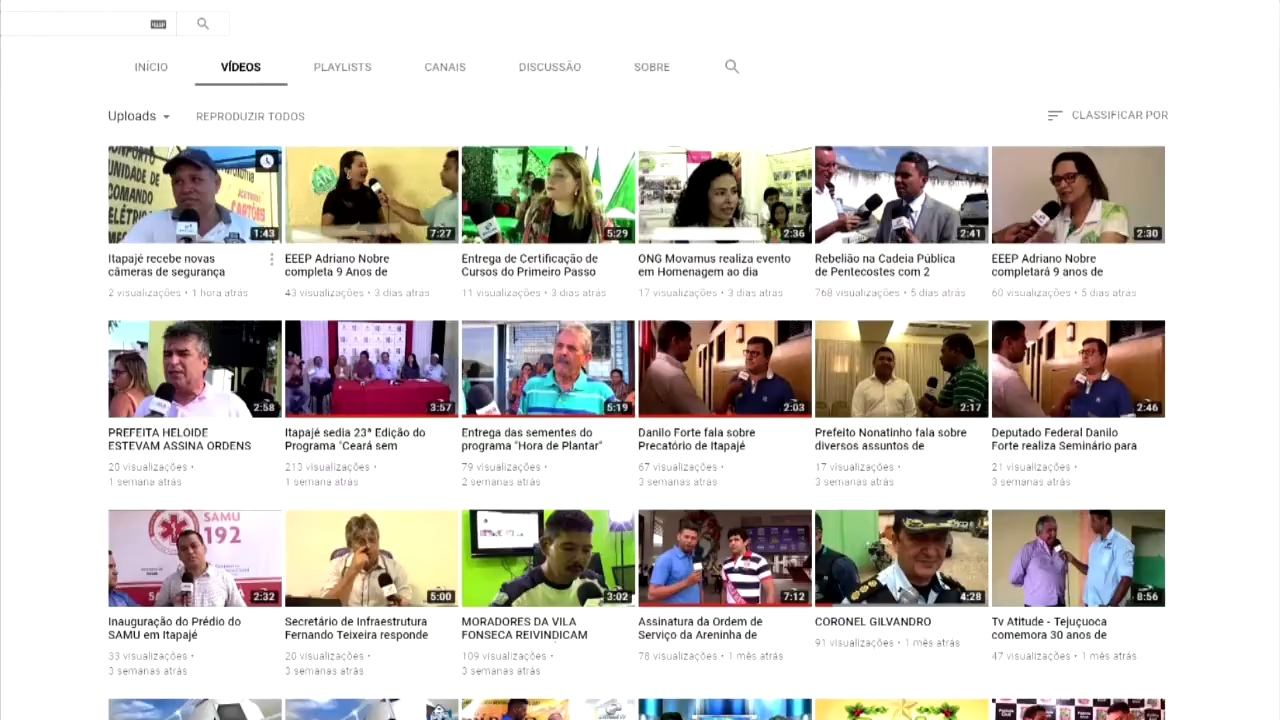 INÍCIO VÍDEOS PLAYLISTS CANAIS DISCUSSÃO SOBRE
Uploads REPRODUZIR TODOS CLASSIFICAR POR
UNIDADE DE
COMANDO
CARTÕES
1:43
7:27
5:29
2:36
2:41
2:30
Itapajé recebe novas
câmeras de segurança
2 visualizações • 1 hora atrás
EEEP Adriano Nobre
completa 9 Anos de
43 visualizações • 3 dias atrás
Entrega de Certificação de
Cursos do Primeiro Passo
11 visualizações • 3 dias atrás
ONG Movamus realiza evento
em Homenagem ao dia
17 visualizações • 3 dias atrás
Rebelião na Cadeia Pública
de Pentecostes com 2
768 visualizações • 5 dias atrás
EEEP Adriano Nobre
completará 9 anos de
60 visualizações • 5 dias atrás
2:58
3:57
5:19
2:03
2:17
2:46
PREFEITA HELOIDE
ESTEVAM ASSINA ORDENS
20 visualizações •
1 semana atrás
Itapajé sedia 23ª Edição do
Programa "Ceará sem
213 visualizações •
1 semana atrás
Entrega das sementes do
programa "Hora de Plantar"
79 visualizações •
2 semanas atrás
Danilo Forte fala sobre
Precatório de Itapajé
67 visualizações •
3 semanas atrás
Prefeito Nonatinho fala sobre
diversos assuntos de
17 visualizações •
3 semanas atrás
Deputado Federal Danilo
Forte realiza Seminário para
21 visualizações •
3 semanas atrás
SAMU
192
2:32
5:00
3:02
7:12
4:28
8:56
Inauguração do Prédio do
SAMU em Itapajé
33 visualizações •
3 semanas atrás
Secretário de Infraestrutura
Fernando Teixeira responde
20 visualizações •
3 semanas atrás
MORADORES DA VILA
FONSECA REIVINDICAM
109 visualizações •
3 semanas atrás
Assinatura da Ordem de
Serviço da Areninha de
78 visualizações • 1 mês atrás
CORONEL GILVANDRO
91 visualizações • 1 mês atrás
Tv Atitude - Tejuçuoca
comemora 30 anos de
47 visualizações • 1 mês atrás